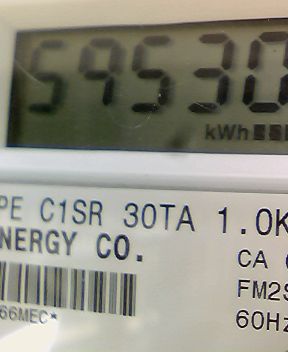 59530
kWh
PE C1SR 30TA 1.0K
NERGY CO.
CA
FM2S
66MEC*
60Hz